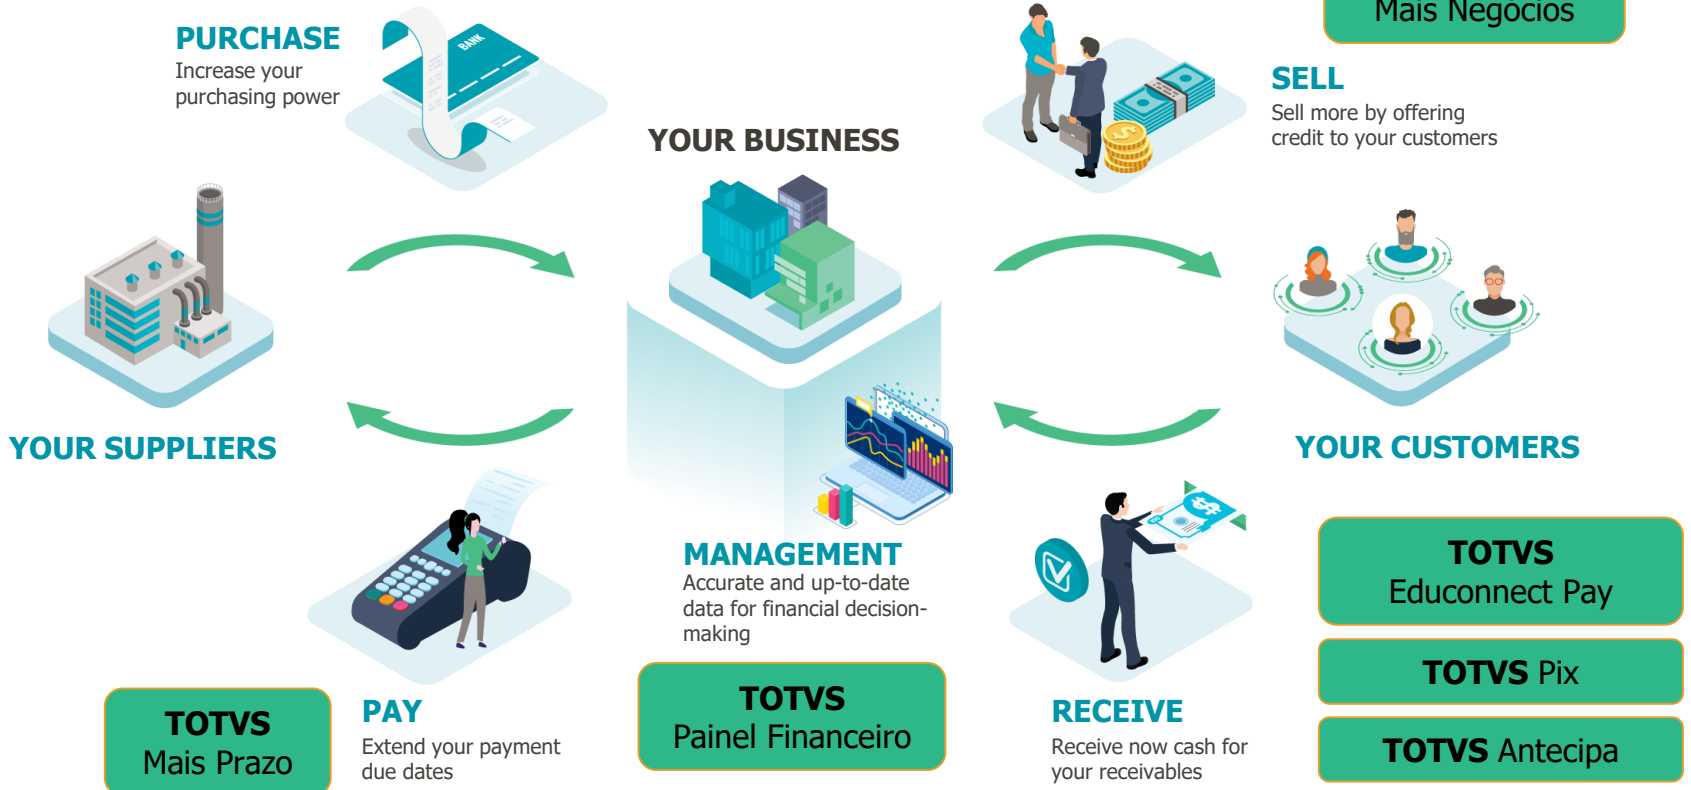 Mais Negócios
PURCHASE
Increase your
purchasing power
BANK
SELL
Sell more by offering
credit to your customers
YOUR BUSINESS
YOUR SUPPLIERS
YOUR CUSTOMERS
MANAGEMENT
Accurate and up-to-date
data for financial decision-
making
TOTVS
Painel Financeiro
TOTVS
Mais Prazo
PAY
Extend your payment
due dates
RECEIVE
Receive now cash for
your receivables
TOTVS
Educonnect Pay
TOTVS Pix
TOTVS Antecipa